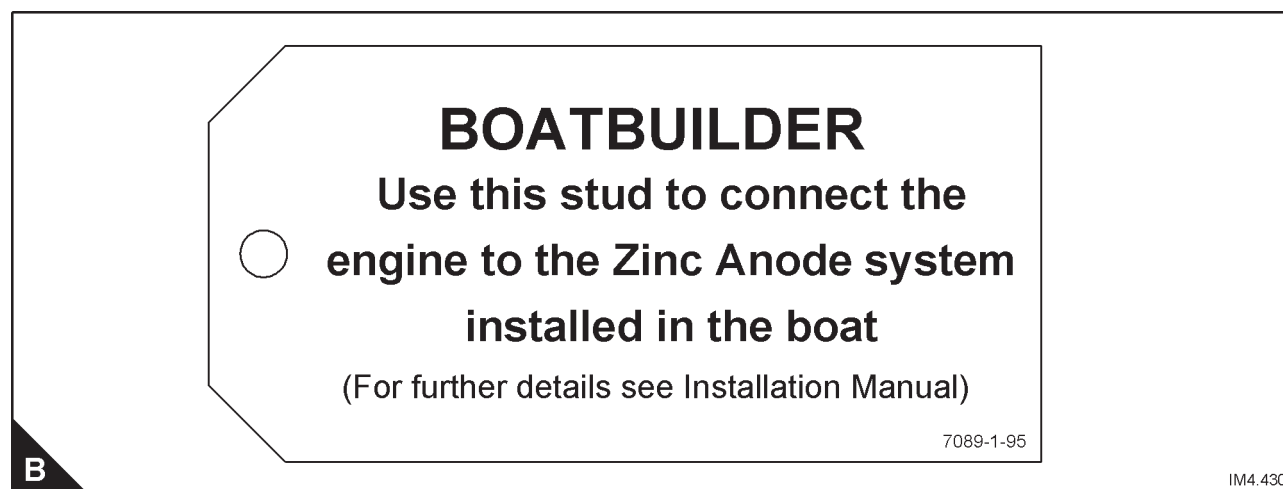 BOATBUILDER
Use this stud to connect the
engine to the Zinc Anode system
installed in the boat
(For further details see Installation Manual)
7089-1-95
B
IM4.430